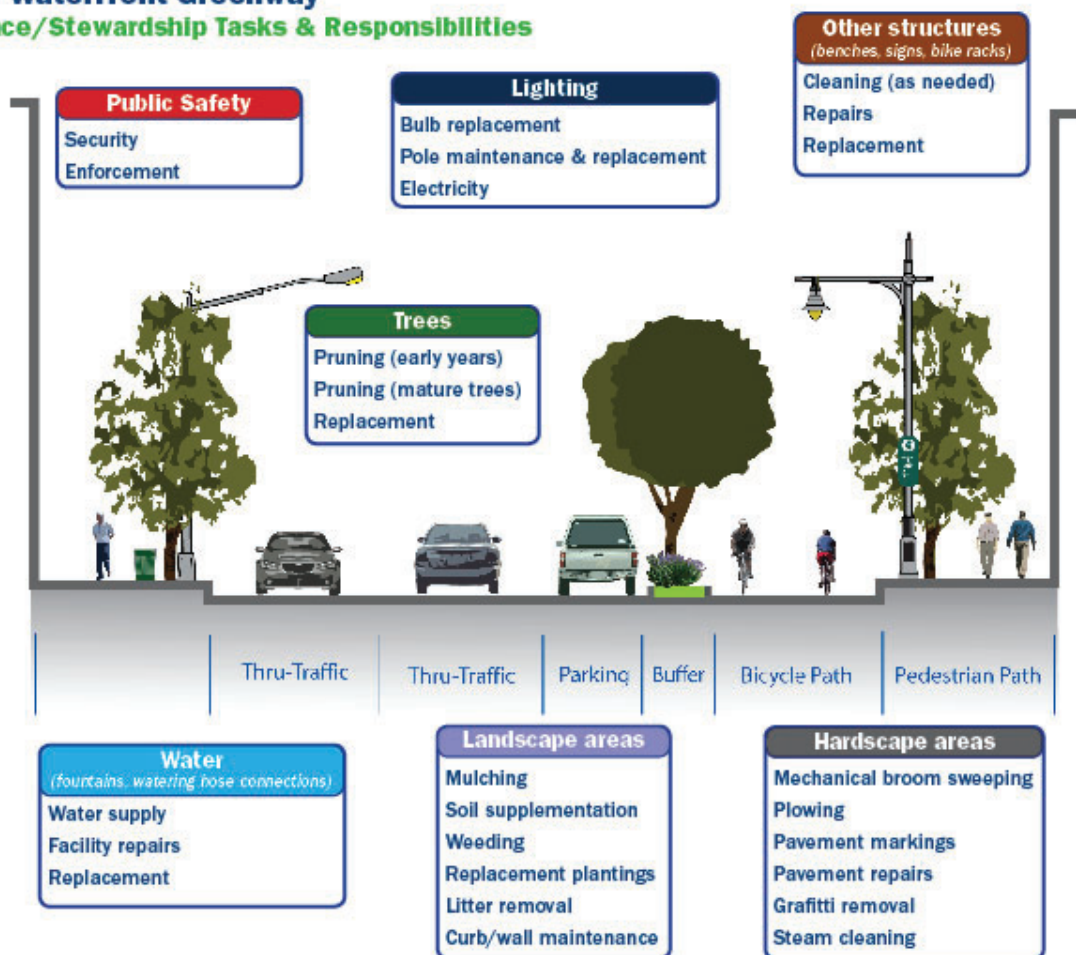 Waterfront Greenway
ce/Stewardship Tasks & Responsibilities
Other structures
(benches, signs, bike racks)
Cleaning (as needed)
Repairs
Replacement
Public Safety
Security
Enforcement
Lighting
Bulb replacement
Pole maintenance & replacement
Electricity
Trees
Pruning (early years)
Pruning (mature trees)
Replacement
Thru-Traffic
Thru-Traffic
Parking
Buffer
Bicycle Path
Pedestrian Path
Water
(fountains, watering hose connections)
Water supply
Facility repairs
Replacement
Landscape areas
Mulching
Soil supplementation
Weeding
Replacement plantings
Litter removal
Curb/wall maintenance
Hardscape areas
Mechanical broom sweeping
Plowing
Pavement markings
Pavement repairs
Grafitti removal
Steam cleaning